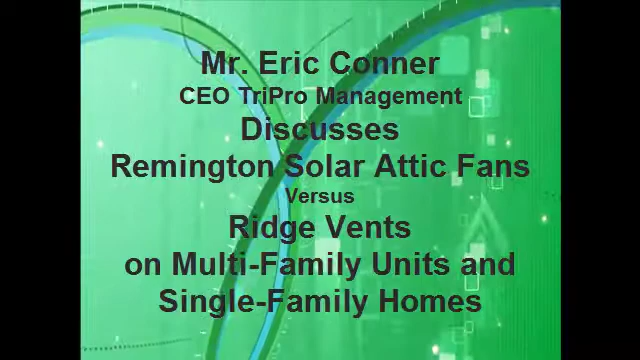 Mr. Eric Conner
CEO TriPro Management
Discusses
Remington Solar Attic Fans
Versus
Ridge Vents
on Multi-Family Units and
Single-Family Homes